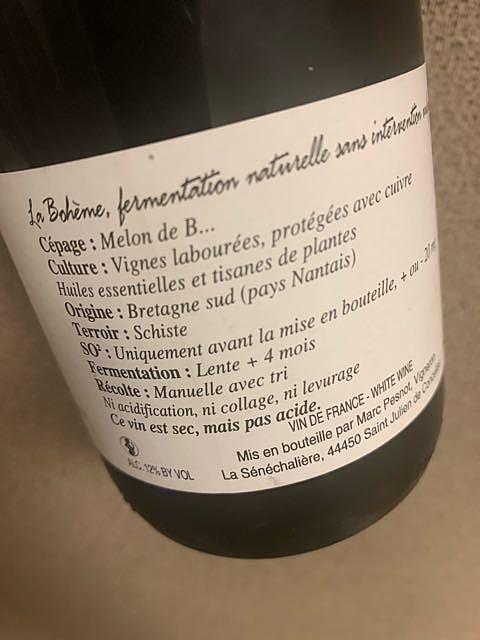 La Bohème, fermentation naturelle sans intervention
Cépage : Melon de B...
Culture : Vignes labourées, protégées avec cuivre
Huiles essentielles et tisanes de plantes
Origine : Bretagne sud (pays Nantais)
Terroir : Schiste
SO² : Uniquement avant la mise en bouteille, + ou - 20
Fermentation : Lente + 4 mois
Récolte : Manuelle avec tri
Ni acidification, ni collage, ni levurage
Ce vin est sec, mais pas acide.
VIN DE FRANCE - WHITE WINE
Mis en bouteille par Marc Pesnot,
La Sénéchalière, 44450 Saint Julien de
ALC. 12% BY VOL